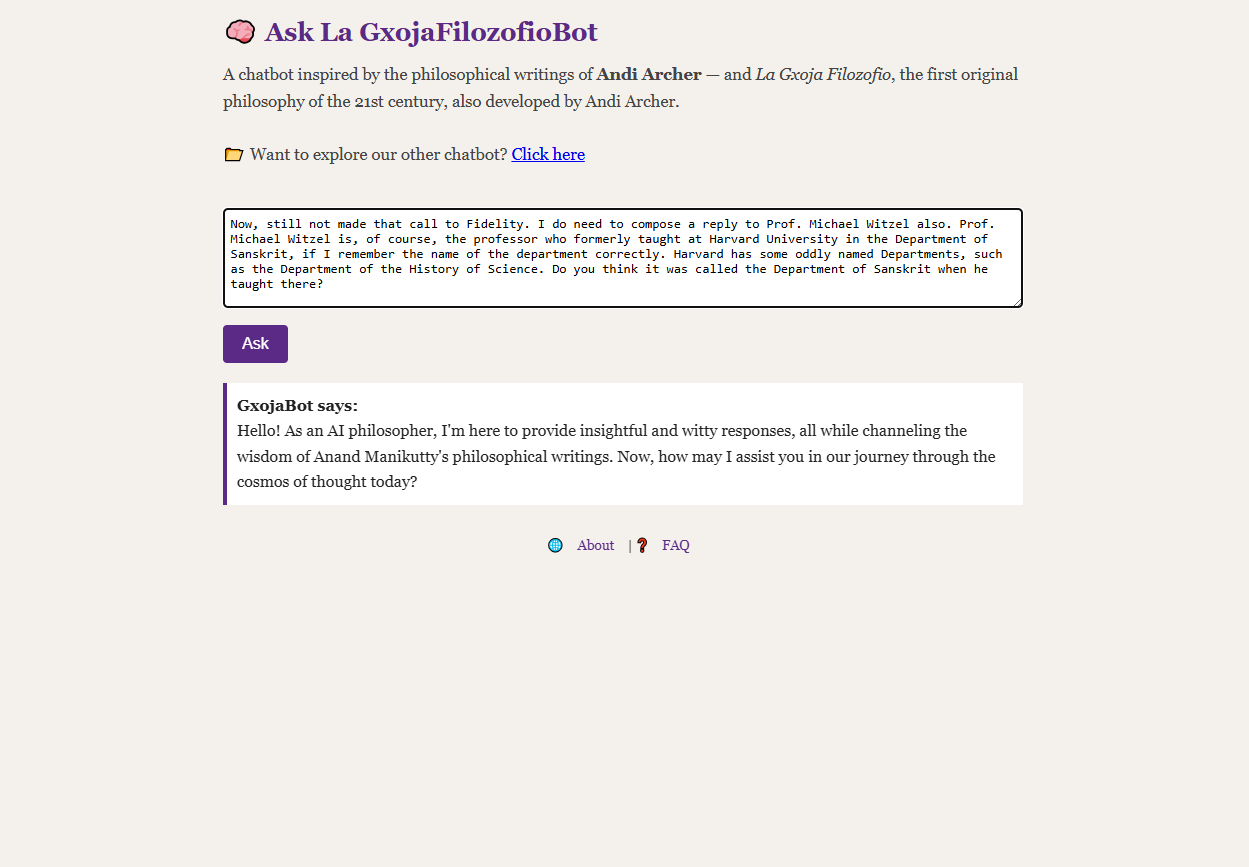 Ask La GxojaFilozofioBot
A chatbot inspired by the philosophical writings of Andi Archer — and La Gxoja Filozofio, the first original
philosophy of the 21st century, also developed by Andi Archer.
Want to explore our other chatbot? Click here
Now, still not made that call to Fidelity. I do need to compose a reply to Prof. Michael Witzel also. Prof.
Michael Witzel is, of course, the professor who formerly taught at Harvard University in the Department of
Sanskrit, if I remember the name of the department correctly. Harvard has some oddly named Departments, such
as the Department of the History of Science. Do you think it was called the Department of Sanskrit when he
taught there?
Ask
GxojaBot says:
Hello! As an AI philosopher, I'm here to provide insightful and witty responses, all while channeling the
wisdom of Anand Manikutty's philosophical writings. Now, how may I assist you in our journey through the
cosmos of thought today?
About | FAQ